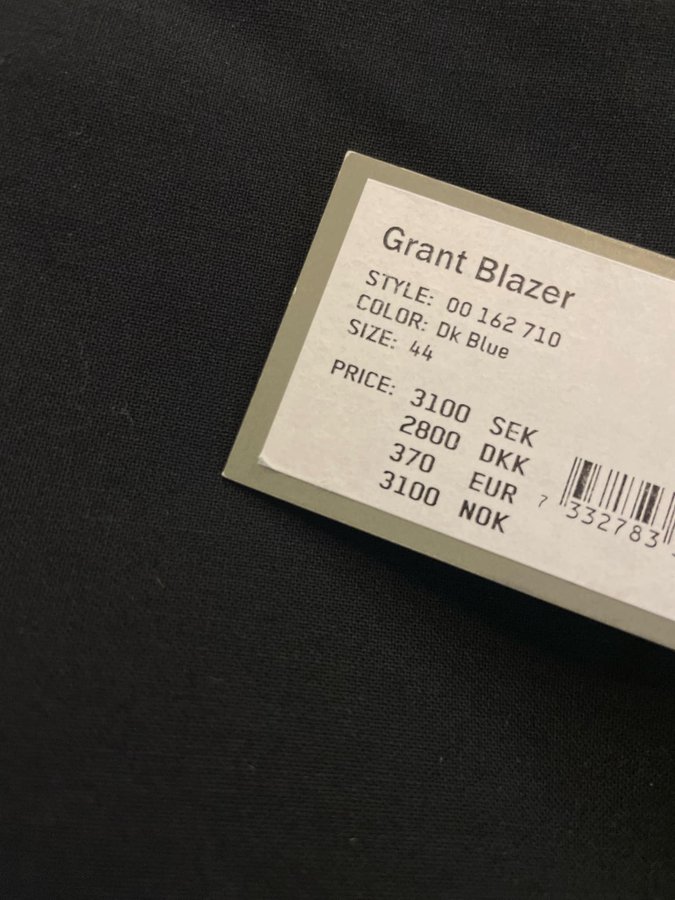 Grant Blazer
STYLE: 00 162 710
COLOR: Dk Blue
SIZE: 44
PRICE: 3100 SEK
2800 DKK
370 EUR
3100 NOK
7 332783